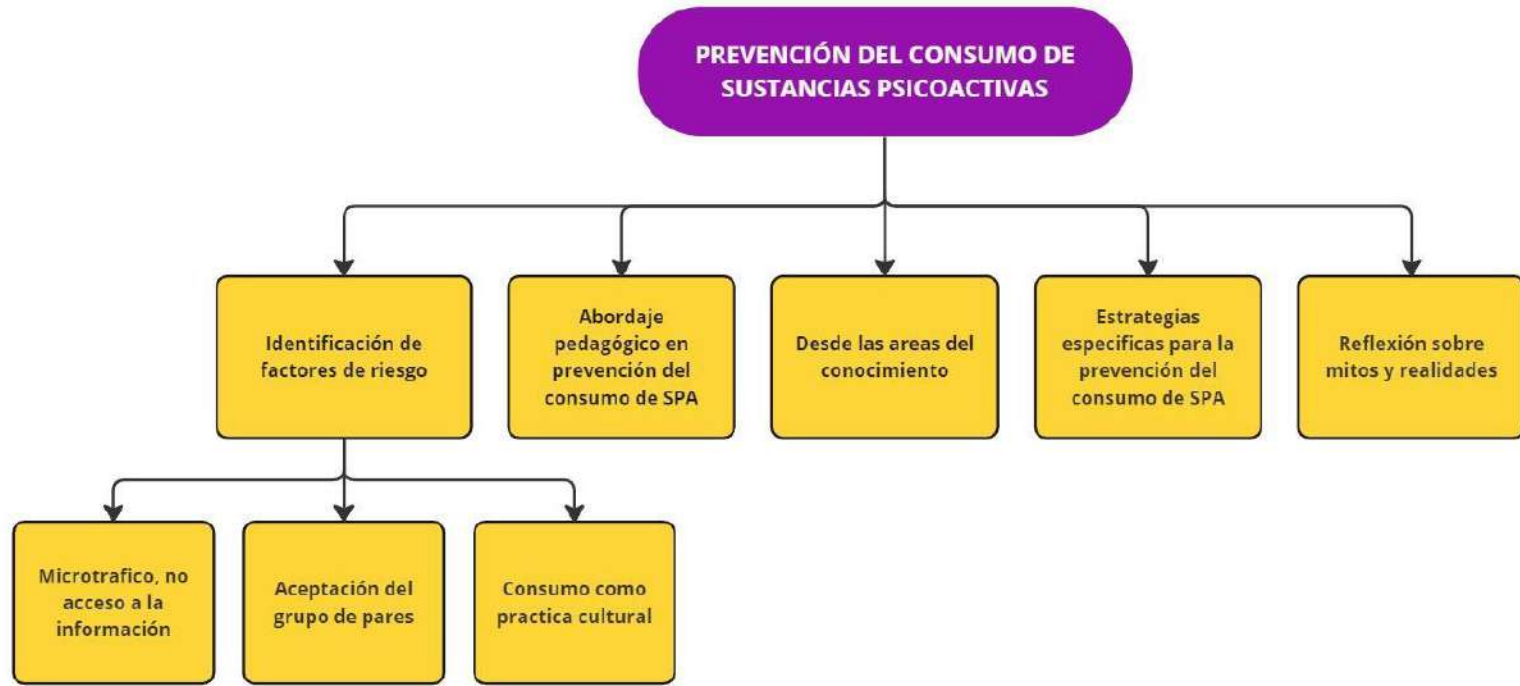 PREVENCIÓN DEL CONSUMO DE
SUSTANCIAS PSICOACTIVAS
Identificación de
factores de riesgo
Abordaje
pedagógico en
prevención del
consumo de SPA
Desde las areas del
conocimiento
Estrategias
especificas para la
prevención del
consumo de SPA
Reflexión sobre
mitos y realidades
Microtrafico, no
acceso a la
información
Aceptación del
grupo de pares
Consumo como
practica cultural